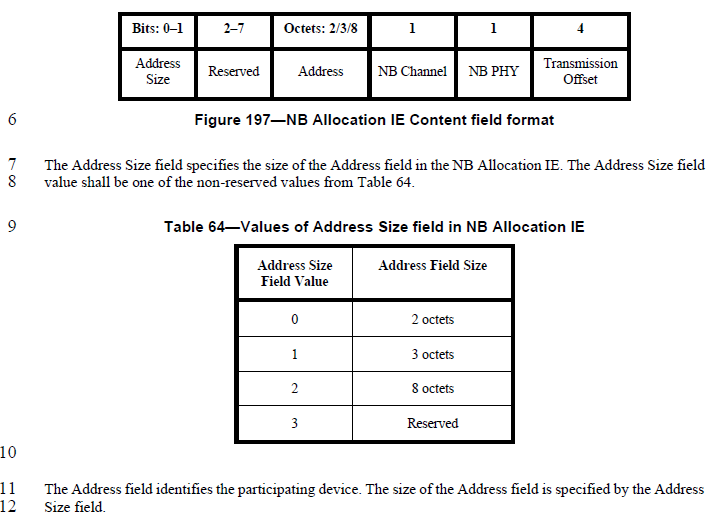 Bits: 0–1 2–7 Octets: 2/3/8 1 1 4
Address Size Reserved Address NB Channel NB PHY Transmission Offset
6 Figure 197—NB Allocation IE Content field format
7 The Address Size field specifies the size of the Address field in the NB Allocation IE. The Address Size field
8 value shall be one of the non-reserved values from Table 64.
9 Table 64—Values of Address Size field in NB Allocation IE
Address Size Field Value Address Field Size
0 2 octets
1 3 octets
2 8 octets
3 Reserved
10
11 The Address field identifies the participating device. The size of the Address field is specified by the Address
12 Size field.